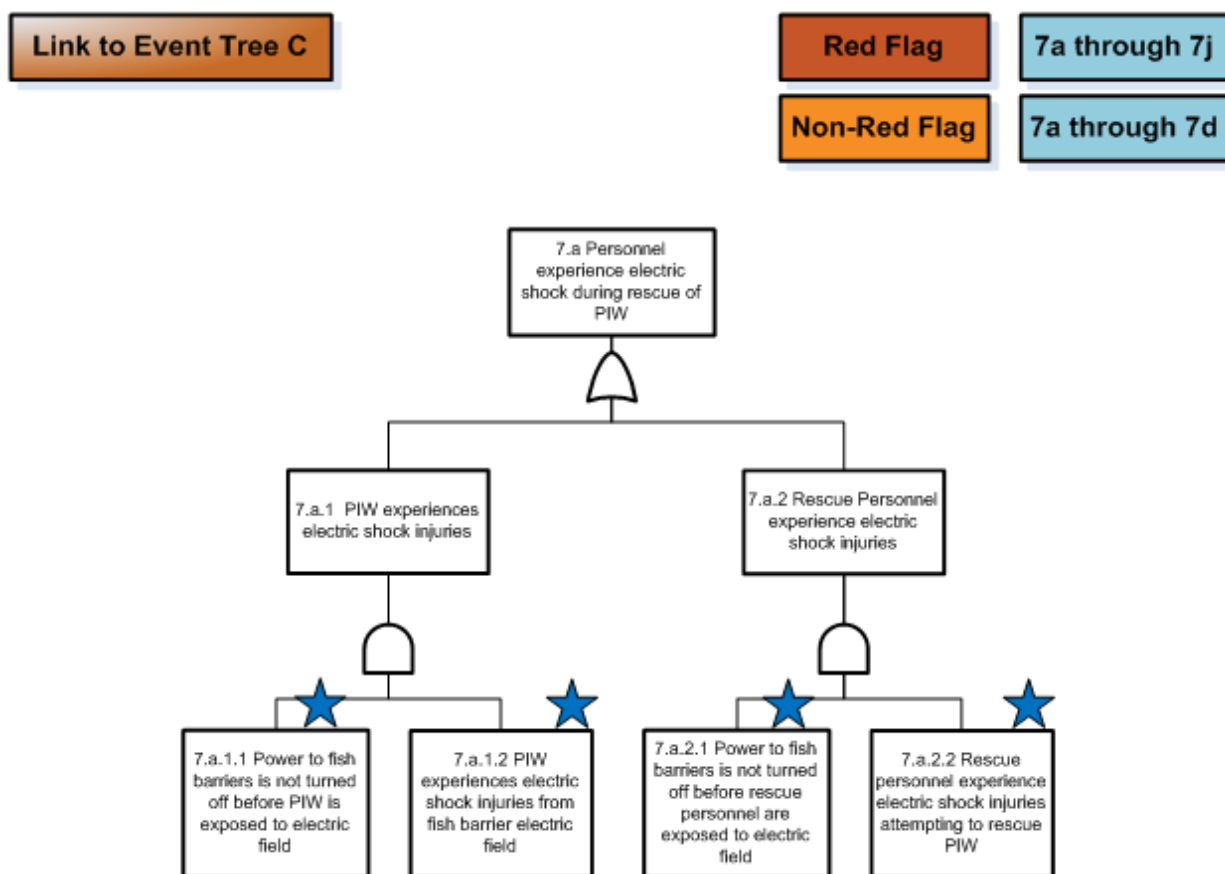 Link to Event Tree C
Red Flag
7a through 7j
Non-Red Flag
7a through 7d
7.a Personnel
experience electric
shock during rescue of
PIW
7.a.1 PIW experiences
electric shock injuries
7.a.2 Rescue Personnel
experience electric
shock injuries
7.a.1.1 Power to fish
barriers is not turned
off before PIW is
exposed to electric
field
7.a.1.2 PIW
experiences electric
shock injuries from
fish barrier electric
field
7.a.2.1 Power to fish
barriers is not turned
off before rescue
personnel are
exposed to electric
field
7.a.2.2 Rescue
personnel experience
electric shock injuries
attempting to rescue
PIW